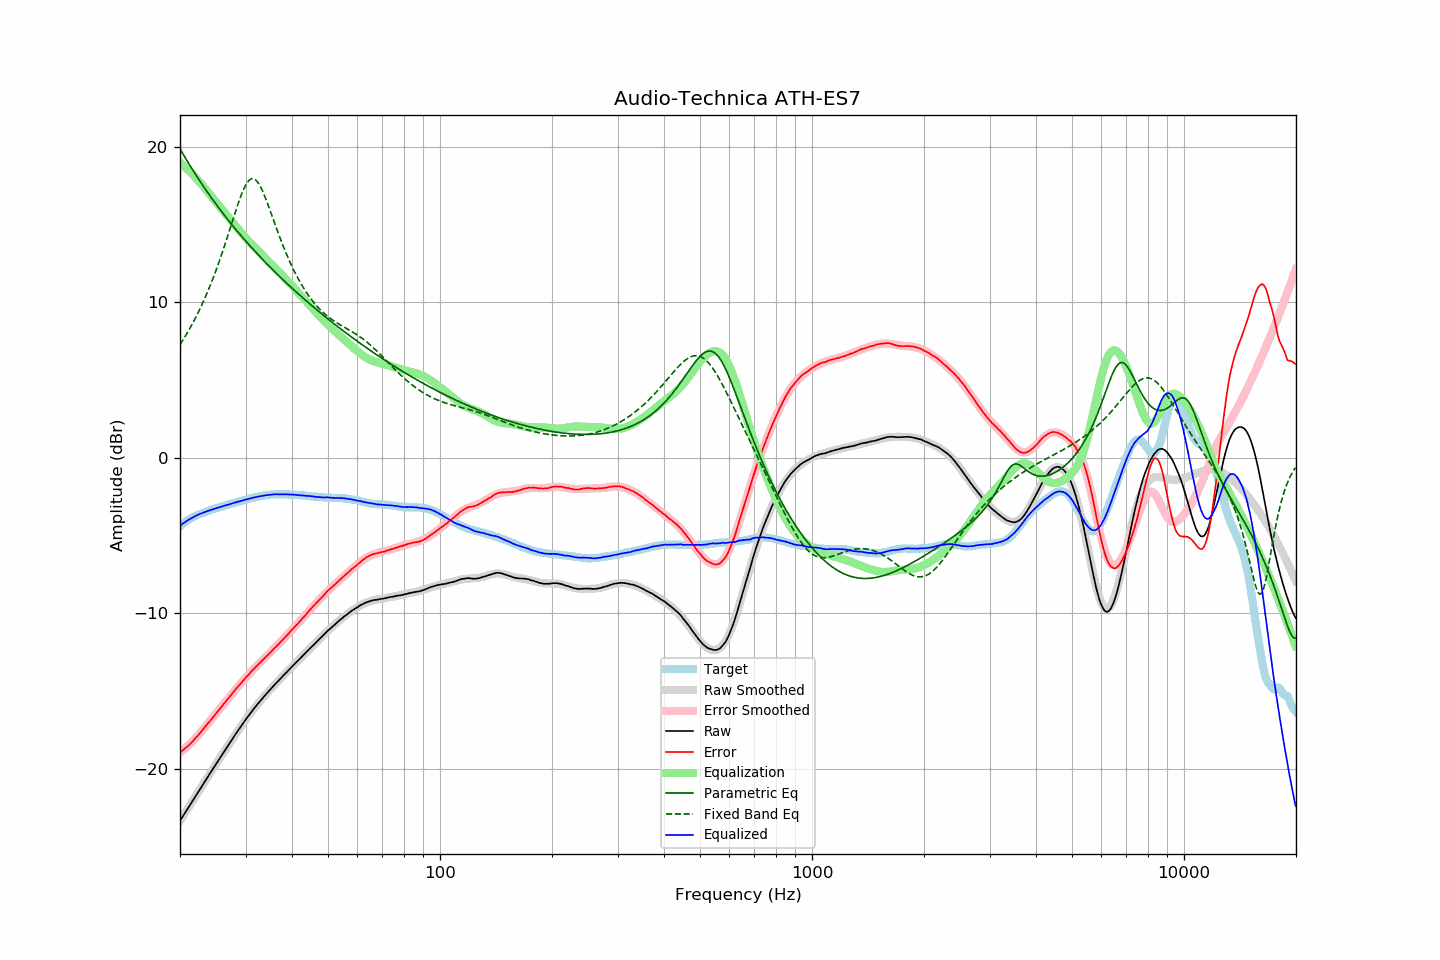 Audio-Technica ATH-ES7
Amplitude (dBr)
20
10
0
−10
−20
Target
Raw Smoothed
Error Smoothed
Raw
Error
Equalization
Parametric Eq
Fixed Band Eq
Equalized
100 1000 10000
Frequency (Hz)